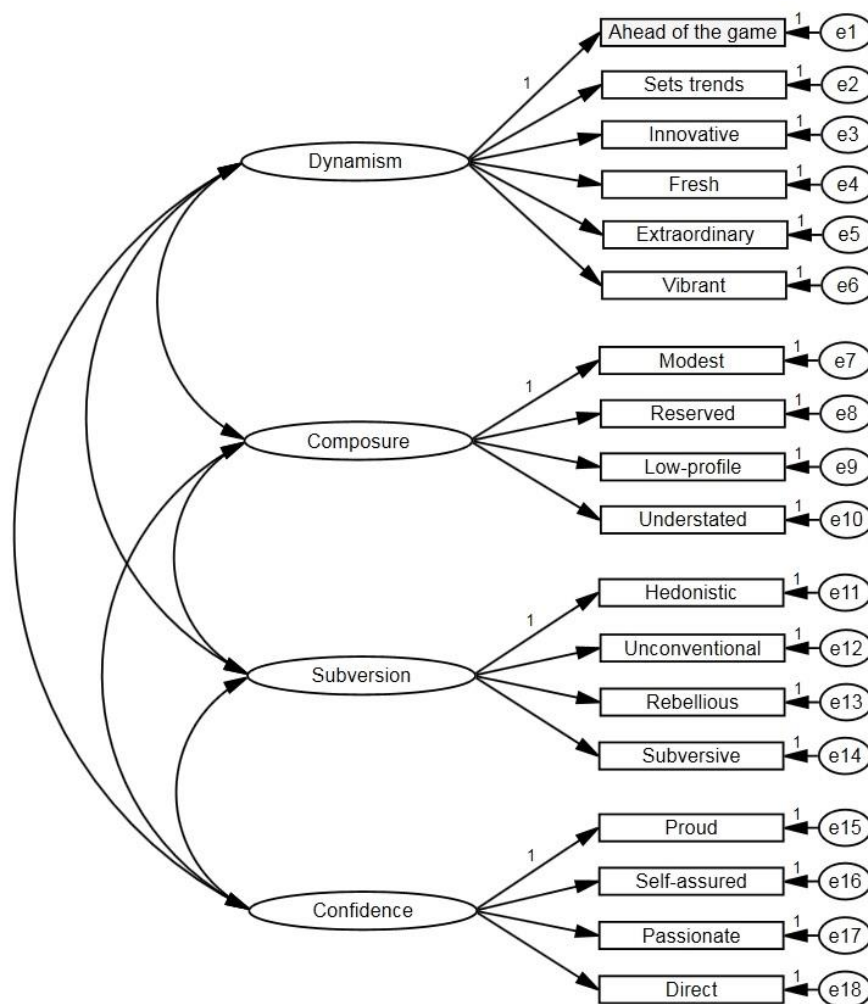 Ahead of the game 1 e1
1
Sets trends 1 e2
Innovative 1 e3
Dynamism
Fresh 1 e4
Extraordinary 1 e5
Vibrant 1 e6
Modest 1 e7
1
Reserved 1 e8
Composure
Low-profile 1 e9
Understated 1 e10
Hedonistic 1 e11
1
Unconventional 1 e12
Subversion
Rebellious 1 e13
Subversive 1 e14
Proud 1 e15
1
Self-assured 1 e16
Confidence
Passionate 1 e17
Direct 1 e18